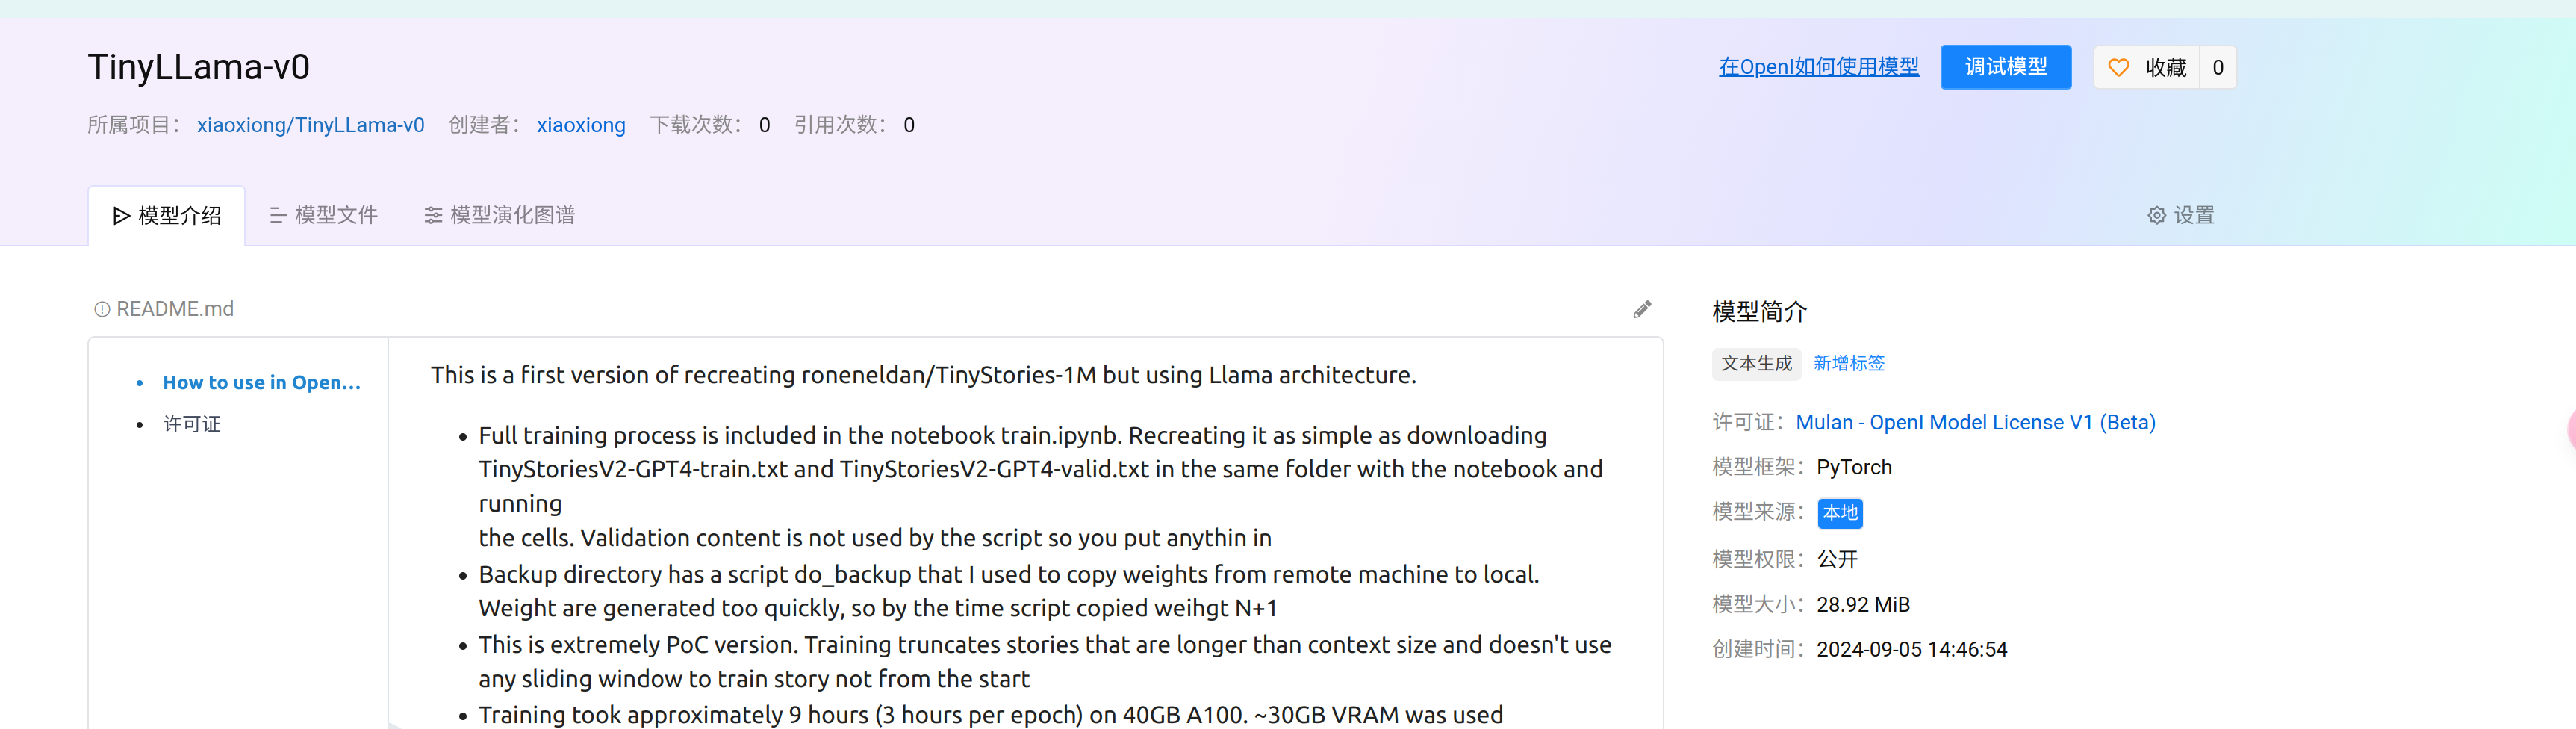 TinyLLama-v0
在OpenI如何使用模型
调试模型
收藏 0
所属项目： xiaoxiong/TinyLLama-v0 创建者： xiaoxiong 下载次数： 0 引用次数： 0
模型介绍 模型文件 模型演化图谱 设置
README.md
How to use in Open...
许可证
This is a first version of recreating roneneldan/TinyStories-1M but using Llama architecture.
Full training process is included in the notebook train.ipynb. Recreating it as simple as downloading
TinyStoriesV2-GPT4-train.txt and TinyStoriesV2-GPT4-valid.txt in the same folder with the notebook and
running
the cells. Validation content is not used by the script so you put anythin in
Backup directory has a script do_backup that I used to copy weights from remote machine to local.
Weight are generated too quickly, so by the time script copied weihgt N+1
This is extremely PoC version. Training truncates stories that are longer than context size and doesn't use
any sliding window to train story not from the start
Training took approximately 9 hours (3 hours per epoch) on 40GB A100. ~30GB VRAM was used
模型简介
文本生成 新增标签
许可证： Mulan - OpenI Model License V1 (Beta)
模型框架： PyTorch
模型来源： 本地
模型权限： 公开
模型大小： 28.92 MiB
创建时间： 2024-09-05 14:46:54